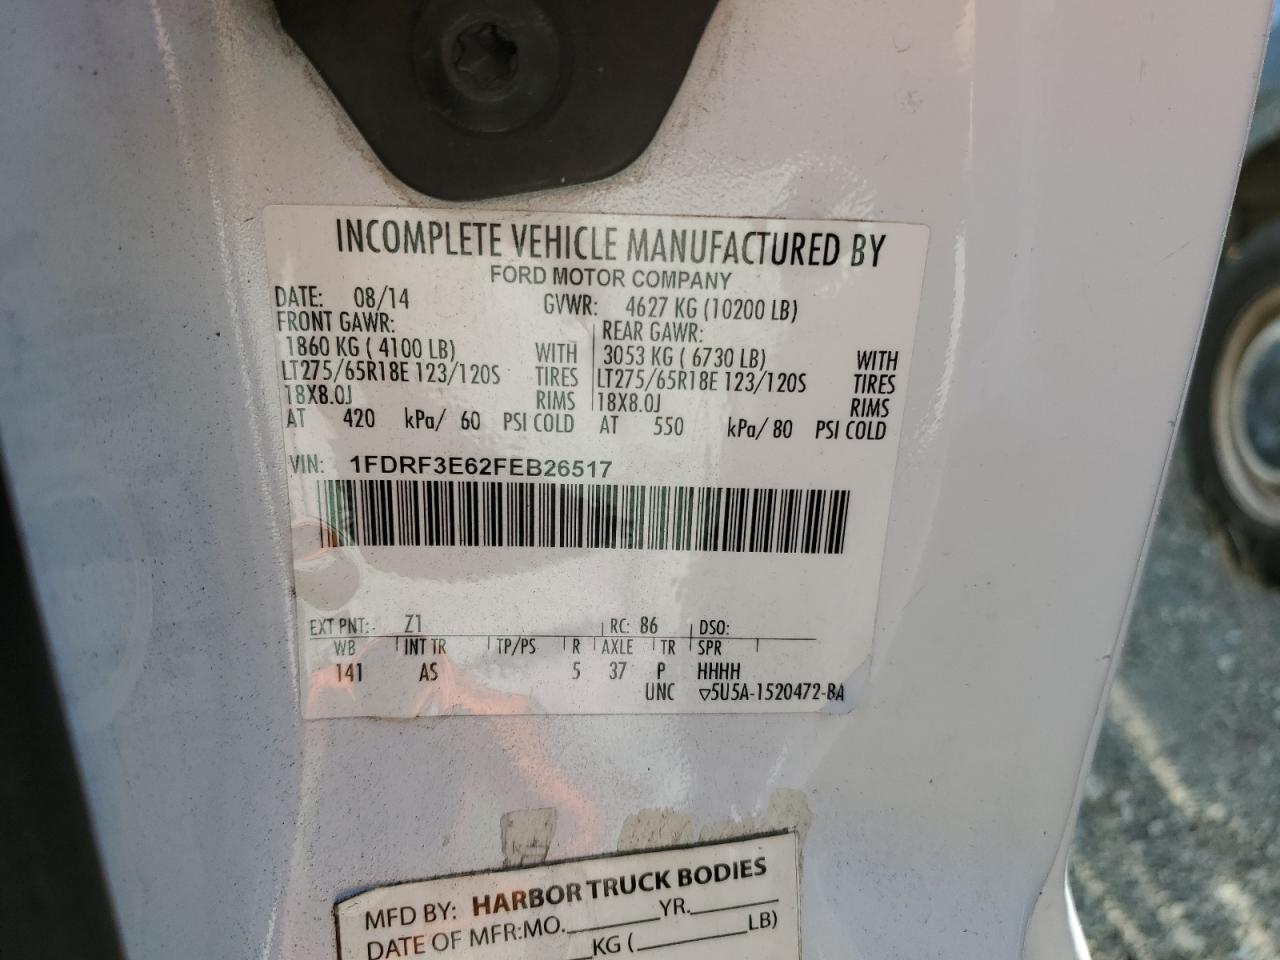 INCOMPLETE VEHICLE MANUFACTURED BY
FORD MOTOR COMPANY
DATE: 08/14 GVWR: 4627 KG (10200 LB)
FRONT GAWR: REAR GAWR:
1860 KG ( 4100 LB) WITH 3053 KG ( 6730 LB) WITH
LT275/65R18E 123/120S TIRES LT275/65R18E 123/120S TIRES
18X8.0J RIMS 18X8.0J RIMS
AT 420 kPa/ 60 PSI COLD AT 550 kPa/ 80 PSI COLD
VIN: 1FDRF3E62FEB26517
EXT PNT: Z1 RC: 86 DSO:
WB INT TR TP/PS R AXLE TR SPR
141 AS 5 37 P HHHH
UNC ▽5U5A-1520472-BA
MFD BY: HARBOR TRUCK BODIES
DATE OF MFR:MO.______YR.______
___KG (______LB)